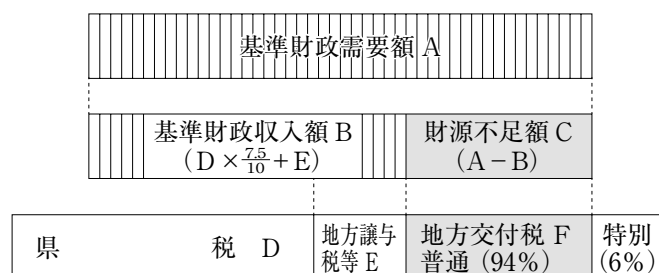 基準財政需要額 A
基準財政収入額 B
(D×7.5/10+E)
財源不足額 C
(A−B)
県 税 D
地方譲与
税等 E
地方交付税 F
普通 (94%)
特別
(6%)